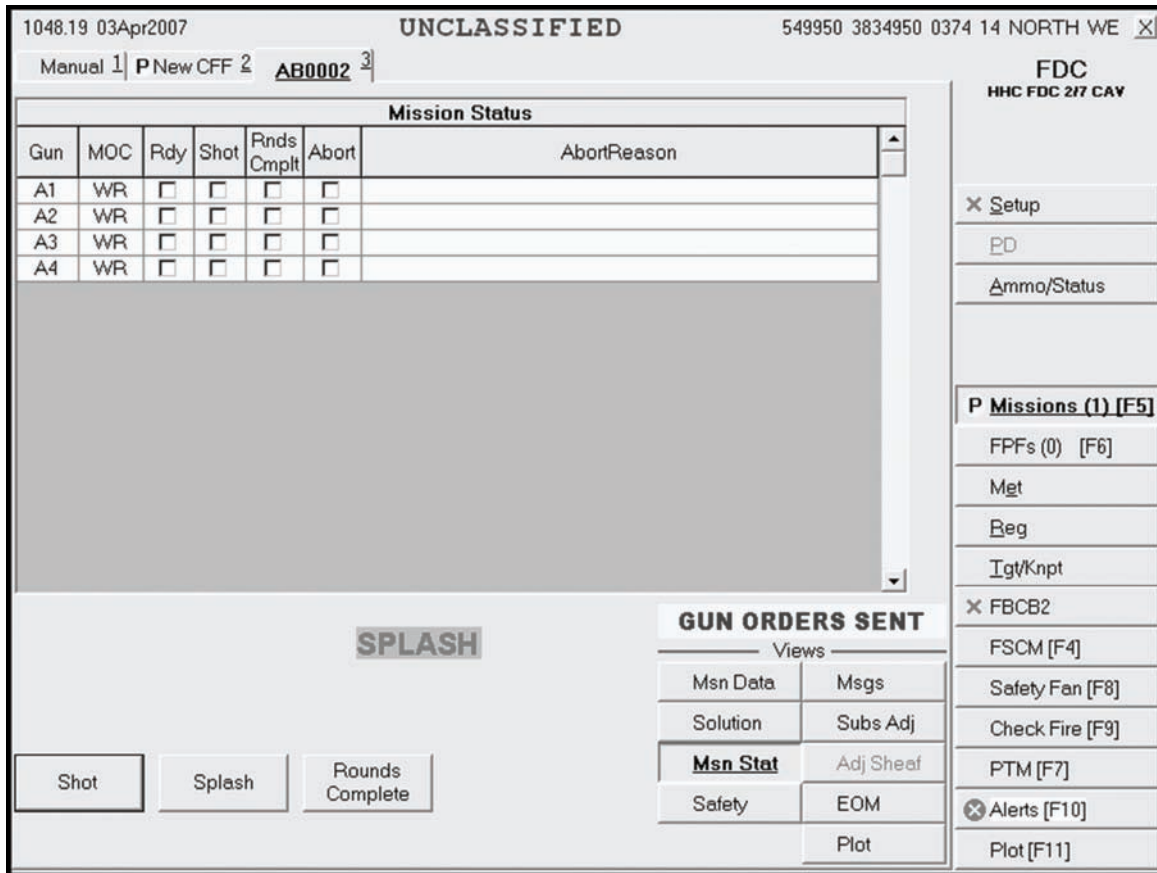 1048.19 03Apr2007 UNCLASSIFIED 549950 3834950 0374 14 NORTH WE X
Manual 1 P New CFF 2 AB0002 3
FDC
HHC FDC 2/7 CAV
Mission Status
Gun MOC Rdy Shot Rnds Cmplt Abort AbortReason
A1 WR
A2 WR
A3 WR
A4 WR
SPLASH
Shot Splash Rounds Complete
GUN ORDERS SENT
Views
Msn Data Msgs
Solution Subs Adj
Msn Stat Adj Sheaf
Safety EOM
Plot
Setup
PD
Ammo/Status
P Missions (1) [F5]
FPFs (0) [F6]
Met
Reg
Tgt/Knpt
FBCB2
FSCM [F4]
Safety Fan [F8]
Check Fire [F9]
PTM [F7]
Alerts [F10]
Plot [F11]